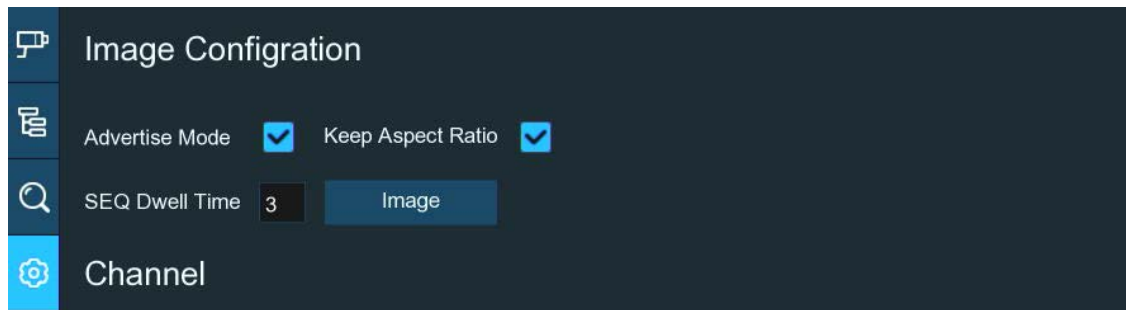 Image Configration
Advertise Mode Keep Aspect Ratio
SEQ Dwell Time 3 Image
Channel